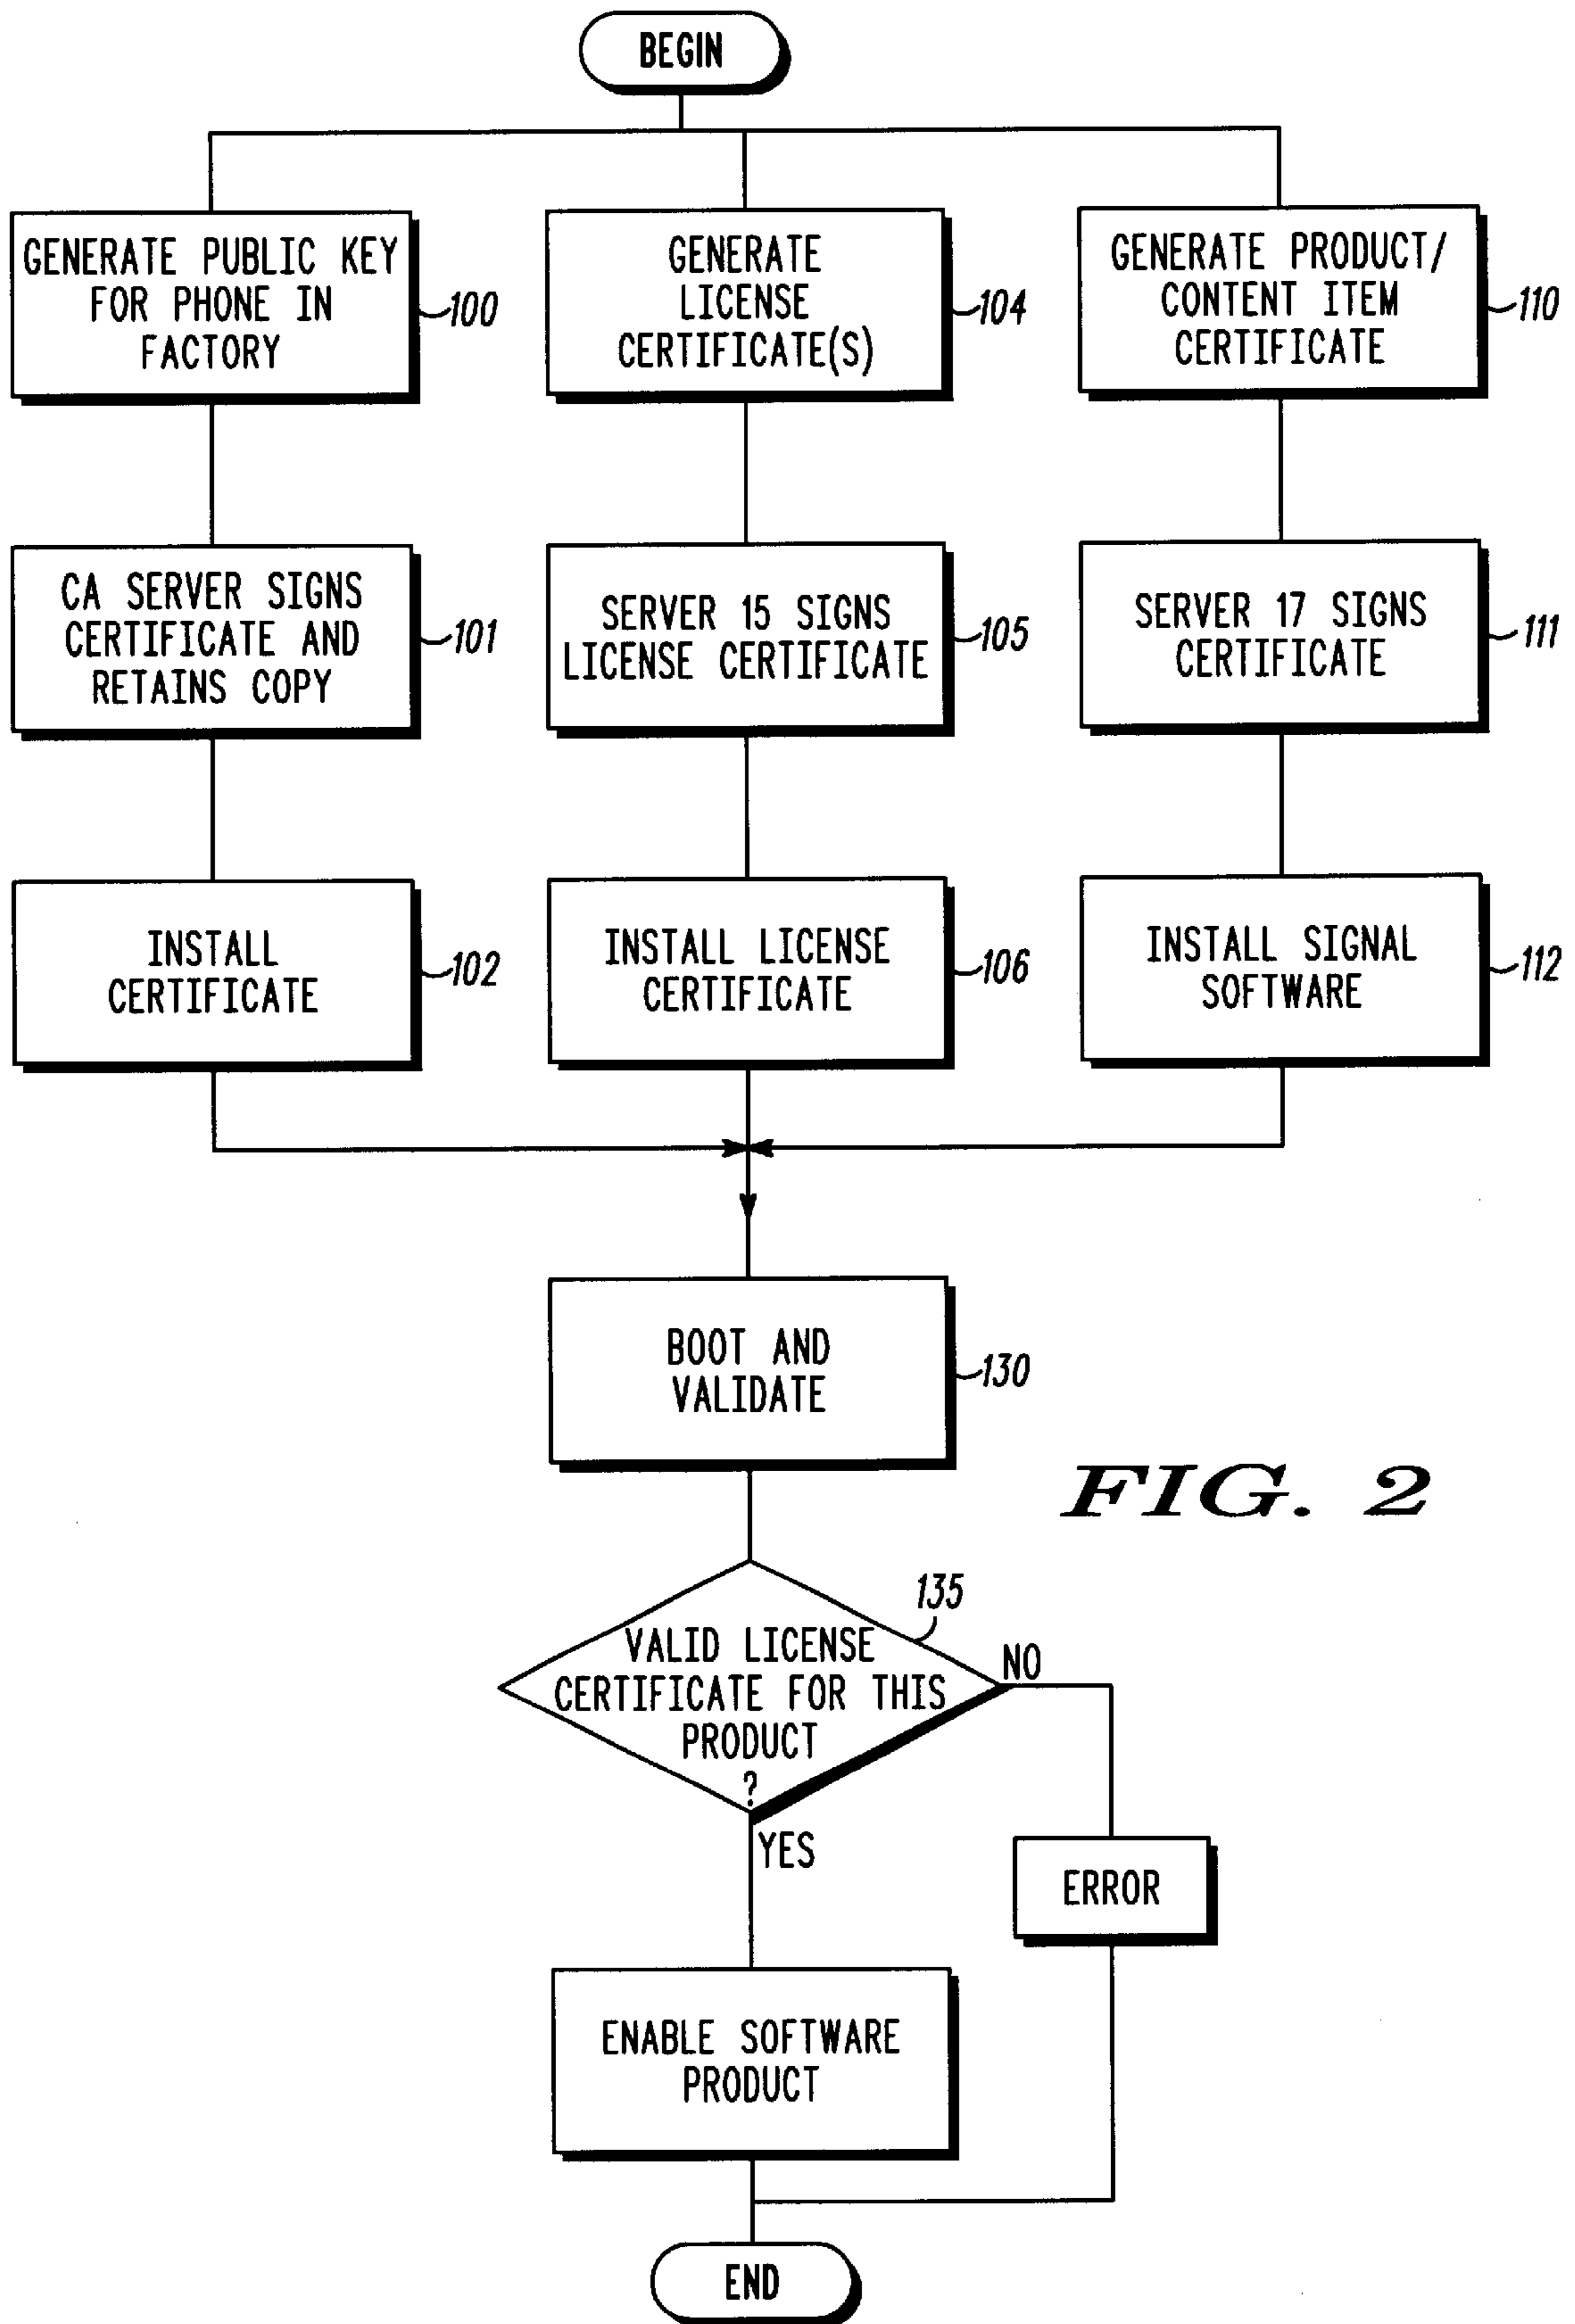 BEGIN
GENERATE PUBLIC KEY
FOR PHONE IN
FACTORY
100
GENERATE
LICENSE
CERTIFICATE(S)
104
GENERATE PRODUCT/
CONTENT ITEM
CERTIFICATE
110
CA SERVER SIGNS
CERTIFICATE AND
RETAINS COPY
101
SERVER 15 SIGNS
LICENSE CERTIFICATE
105
SERVER 17 SIGNS
CERTIFICATE
111
INSTALL
CERTIFICATE
102
INSTALL LICENSE
CERTIFICATE
106
INSTALL SIGNAL
SOFTWARE
112
BOOT AND
VALIDATE
130
FIG. 2
135
VALID LICENSE
CERTIFICATE FOR THIS
PRODUCT
?
NO
YES
ERROR
ENABLE SOFTWARE
PRODUCT
END